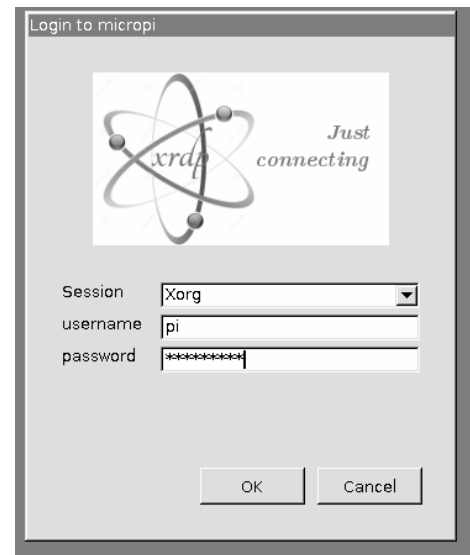 Login to micropi
xrdp
Just
connecting
Session Xorg
username pi
password *********
OK Cancel